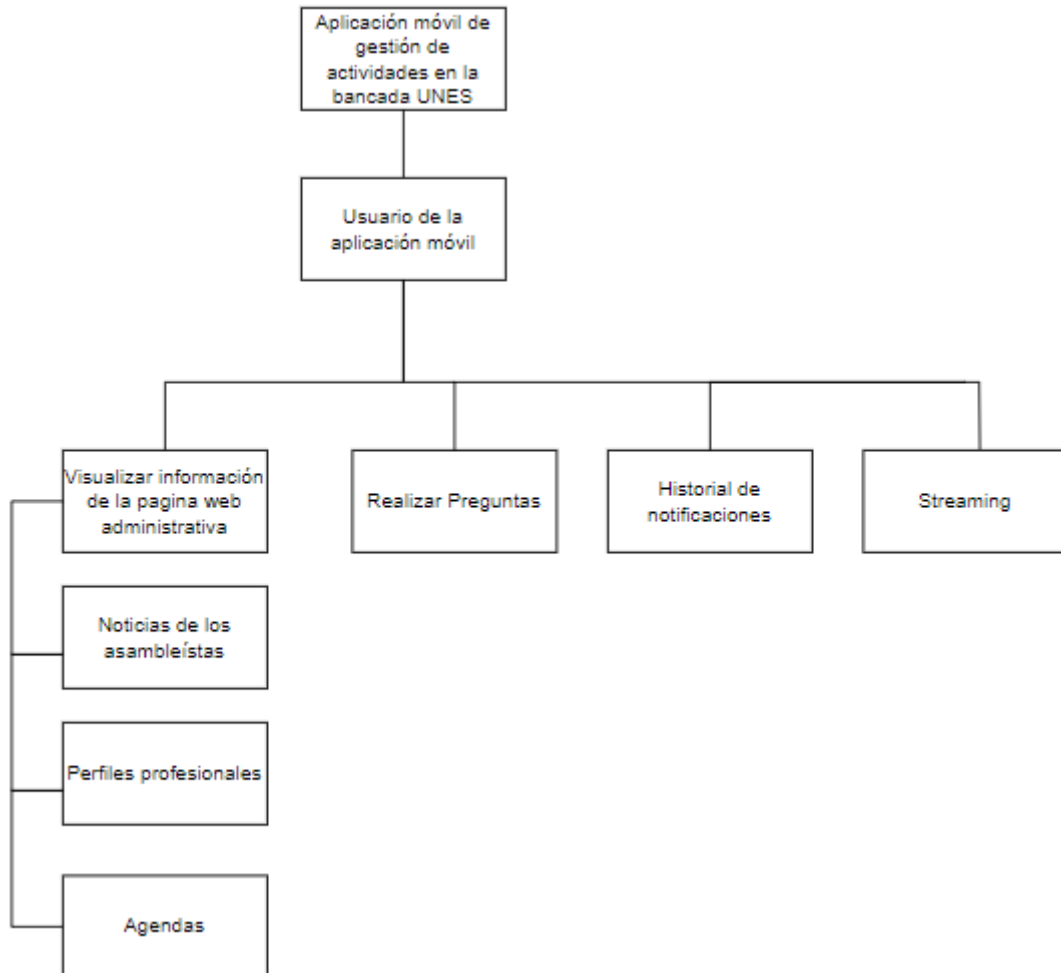 Aplicación móvil de
gestión de
actividades en la
bancada UNES
Usuario de la
aplicación móvil
Visualizar información
de la pagina web
administrativa
Realizar Preguntas
Historial de
notificaciones
Streaming
Noticias de los
asambleístas
Perfiles profesionales
Agendas